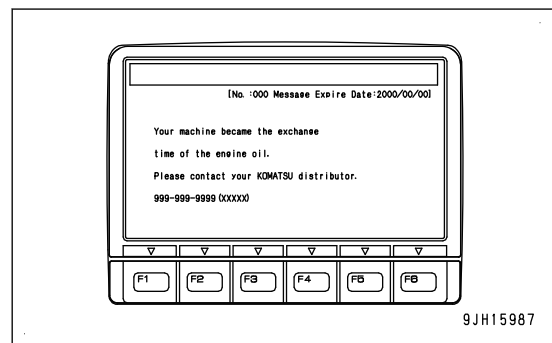 [No. :000 Message Expire Date:2000/00/00]
Your machine became the exchange
time of the engine oil.
Please contact your KOMATSU distributor.
999-999-9999(XXXXX)
F1 F2 F3 F4 F5 F6
9JH15987